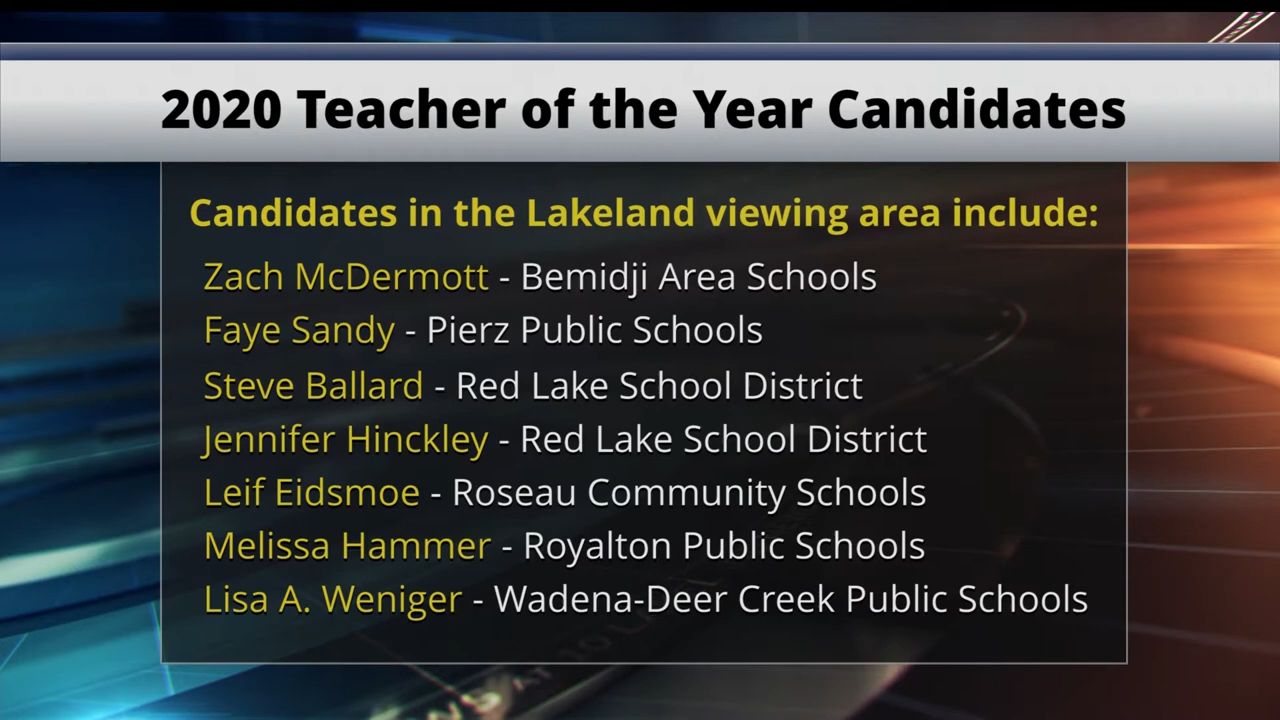 2020 Teacher of the Year Candidates
Candidates in the Lakeland viewing area include:
Zach McDermott - Bemidji Area Schools
Faye Sandy - Pierz Public Schools
Steve Ballard - Red Lake School District
Jennifer Hinckley - Red Lake School District
Leif Eidsmoe - Roseau Community Schools
Melissa Hammer - Royalton Public Schools
Lisa A. Weniger - Wadena-Deer Creek Public Schools